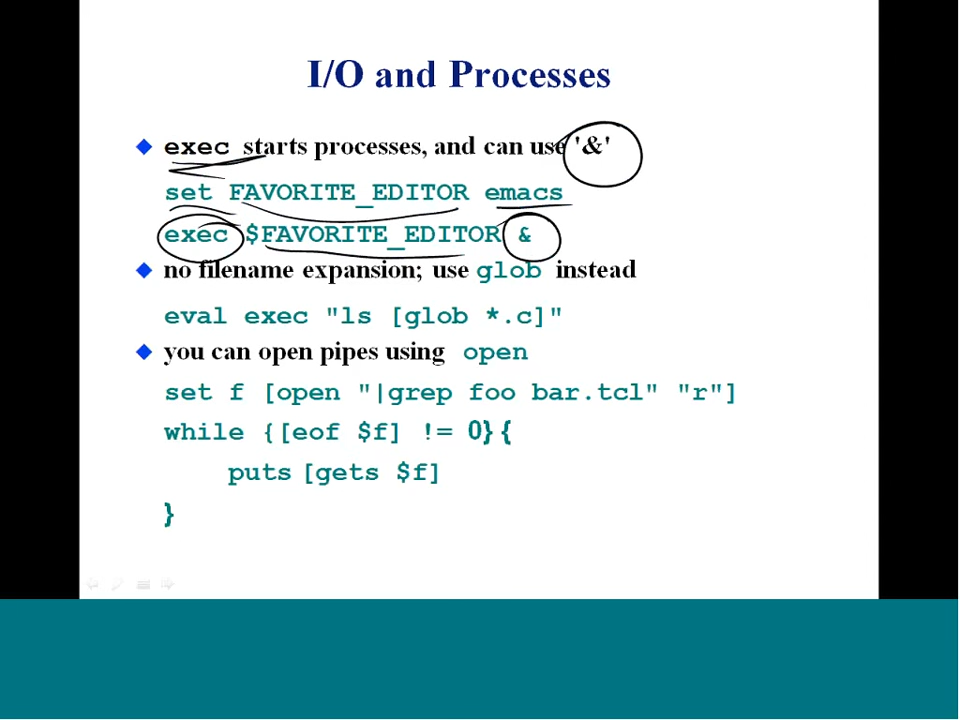 I/O and Processes
exec starts processes, and can use '&'
set FAVORITE_EDITOR emacs
exec $FAVORITE_EDITOR &
no filename expansion; use glob instead
eval exec "ls [glob *.c]"
you can open pipes using open
set f [open "|grep foo bar.tcl" "r"]
while {[eof $f] != 0} {
puts [gets $f]
}